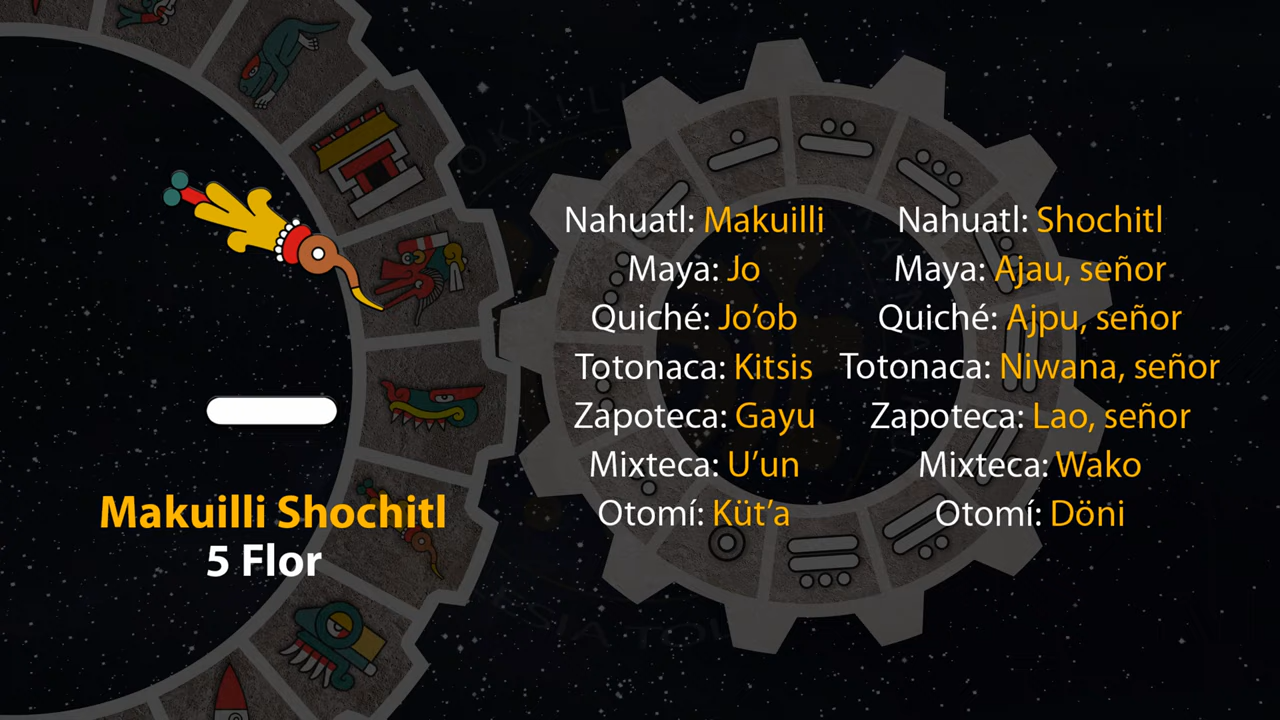 Nahuatl: Makuilli
Maya: Jo
Quiché: Jo’ob
Totonaca: Kitsis
Zapoteca: Gayu
Mixteca: U’un
Otomí: Küt’a
Nahuatl: Shochitl
Maya: Ajau, señor
Quiché: Ajpu, señor
Totonaca: Niwana, señor
Zapoteca: Lao, señor
Mixteca: Wako
Otomí: Döni
Makuilli Shochitl
5 Flor